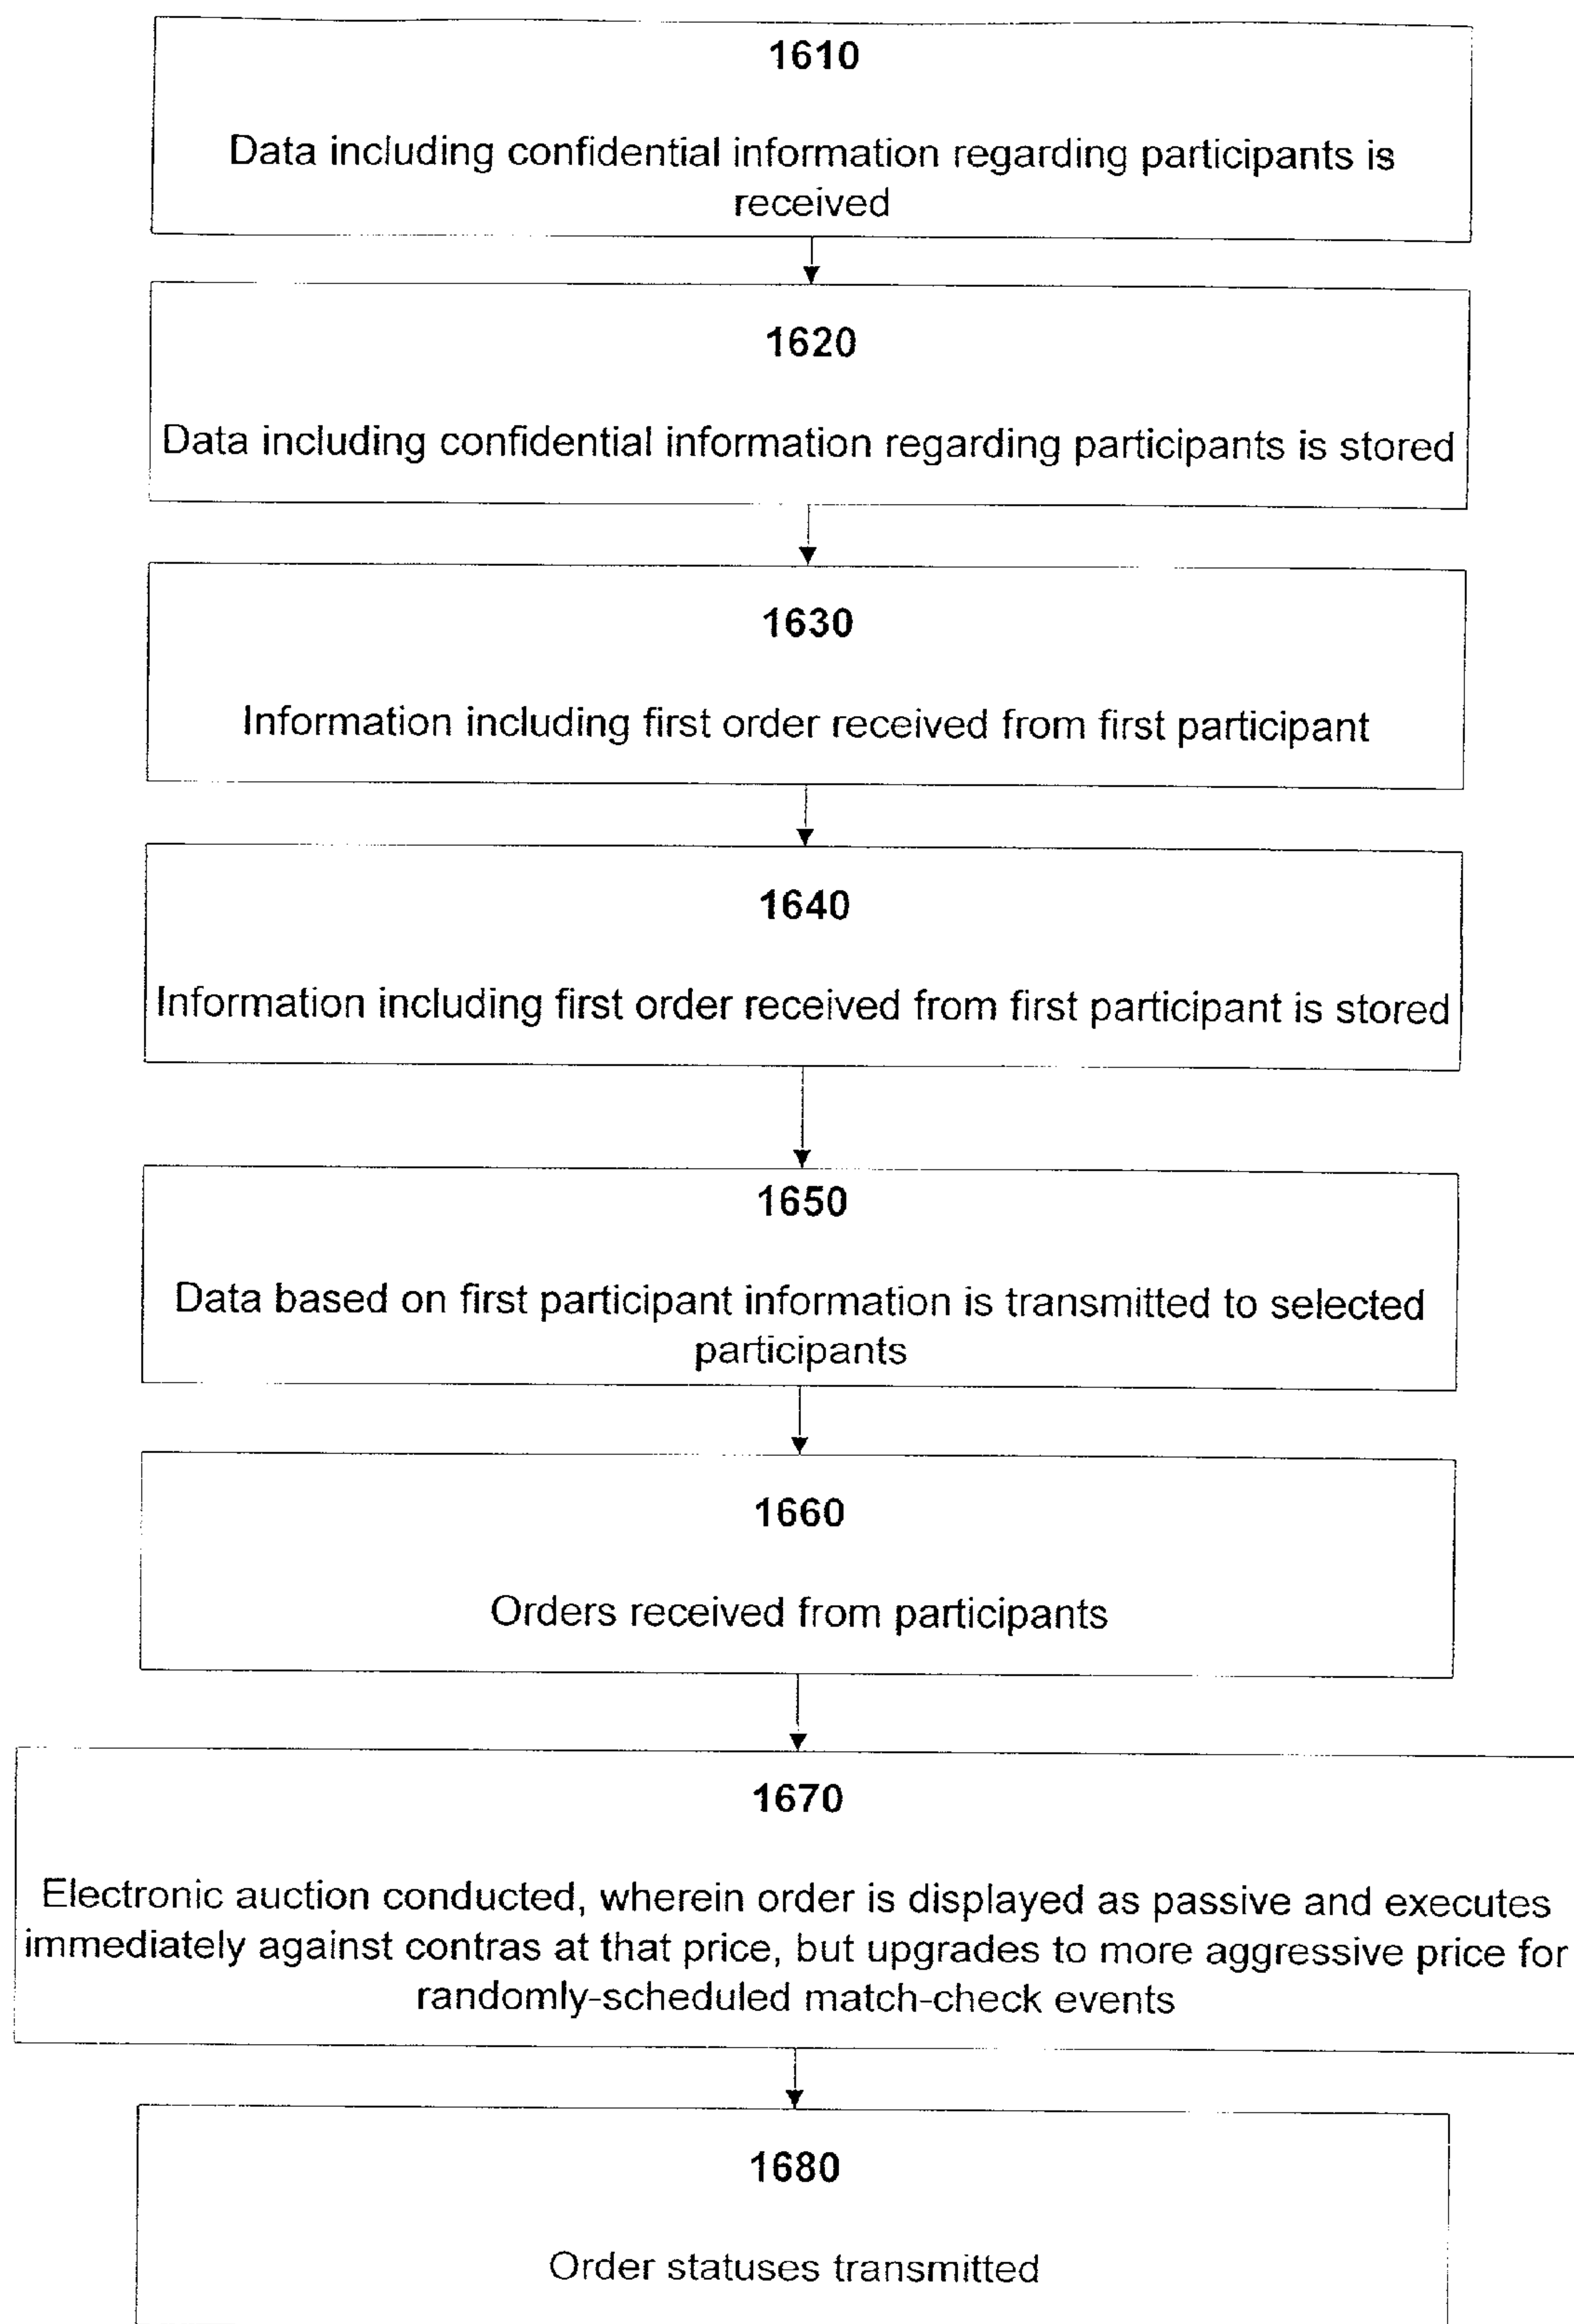 1610
Data including confidential information regarding participants is
received
1620
Data including confidential information regarding participants is stored
1630
Information including first order received from first participant
1640
Information including first order received from first participant is stored
1650
Data based on first participant information is transmitted to selected
participants
1660
Orders received from participants
1670
Electronic auction conducted, wherein order is displayed as passive and executes
immediately against contras at that price, but upgrades to more aggressive price for
randomly-scheduled match-check events
1680
Order statuses transmitted